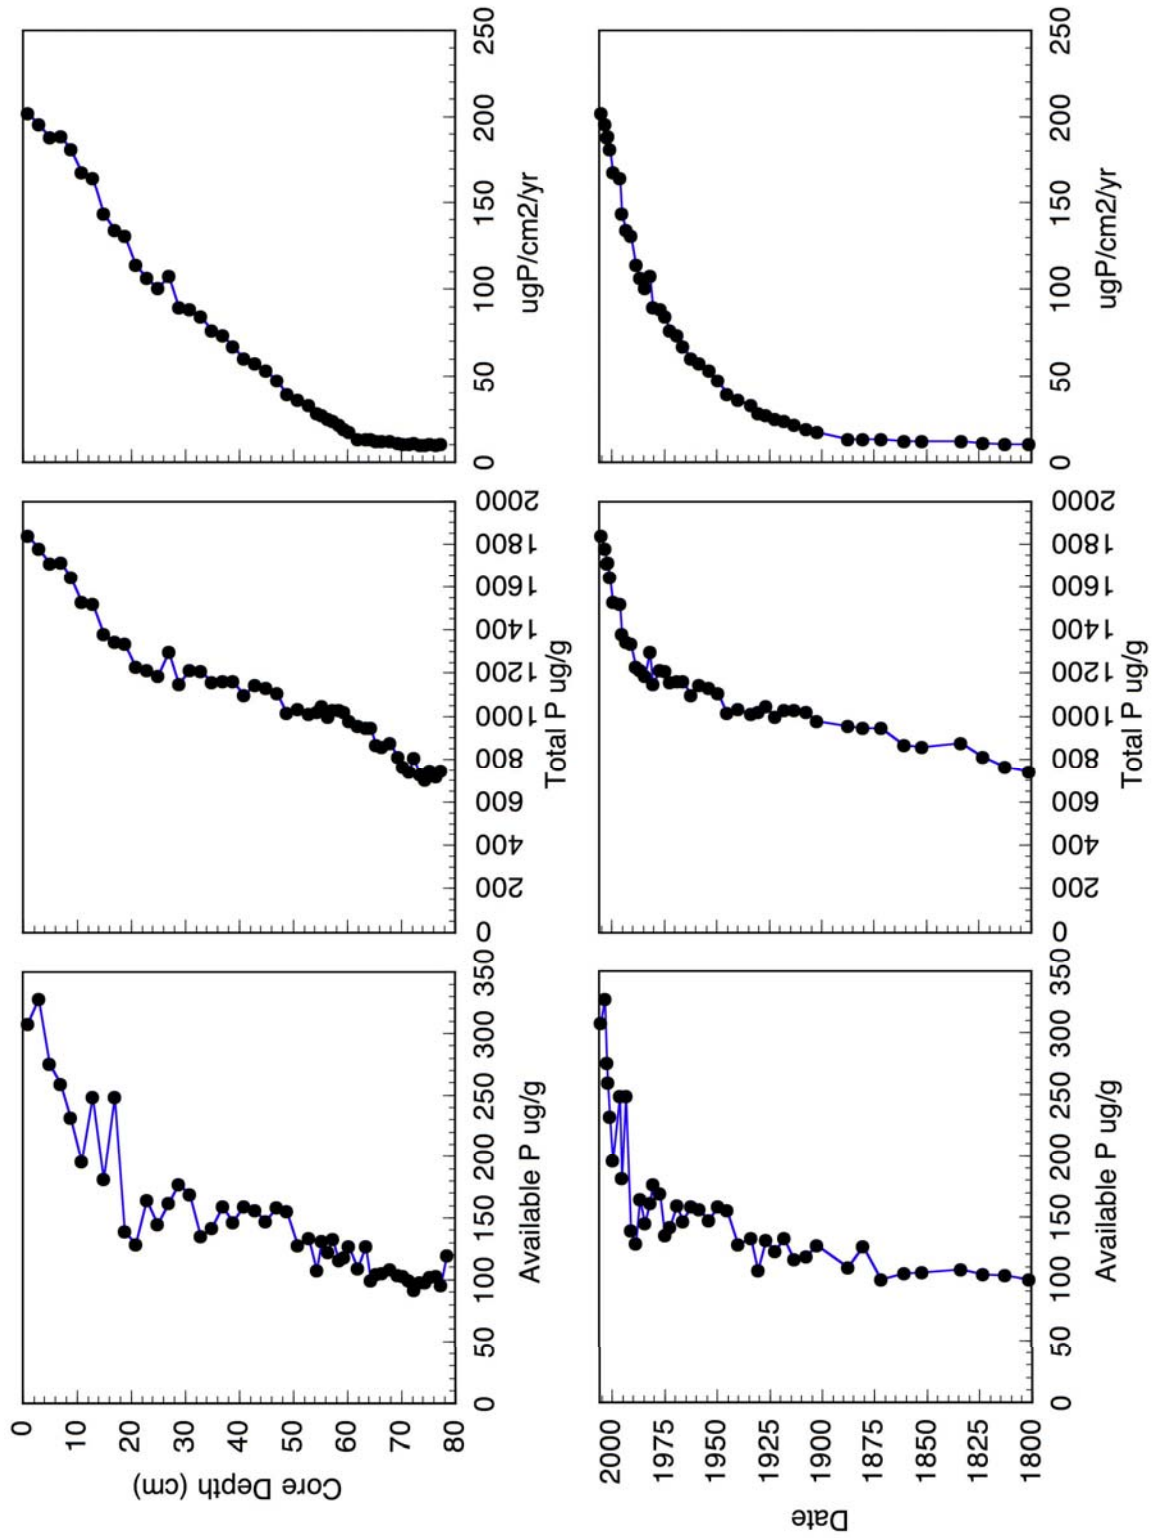 Core Depth (cm)
0
10
20
30
40
50
60
70
80
0 50 100 150 200 250 300 350
Available P ug/g
0 200 400 600 800 1000 1200 1400 1600 1800 2000
Total P ug/g
0 50 100 150 200 250
ugP/cm2/yr
Date
2000
1975
1950
1925
1900
1875
1850
1825
1800
0 50 100 150 200 250 300 350
Available P ug/g
0 200 400 600 800 1000 1200 1400 1600 1800 2000
Total P ug/g
0 50 100 150 200 250
ugP/cm2/yr